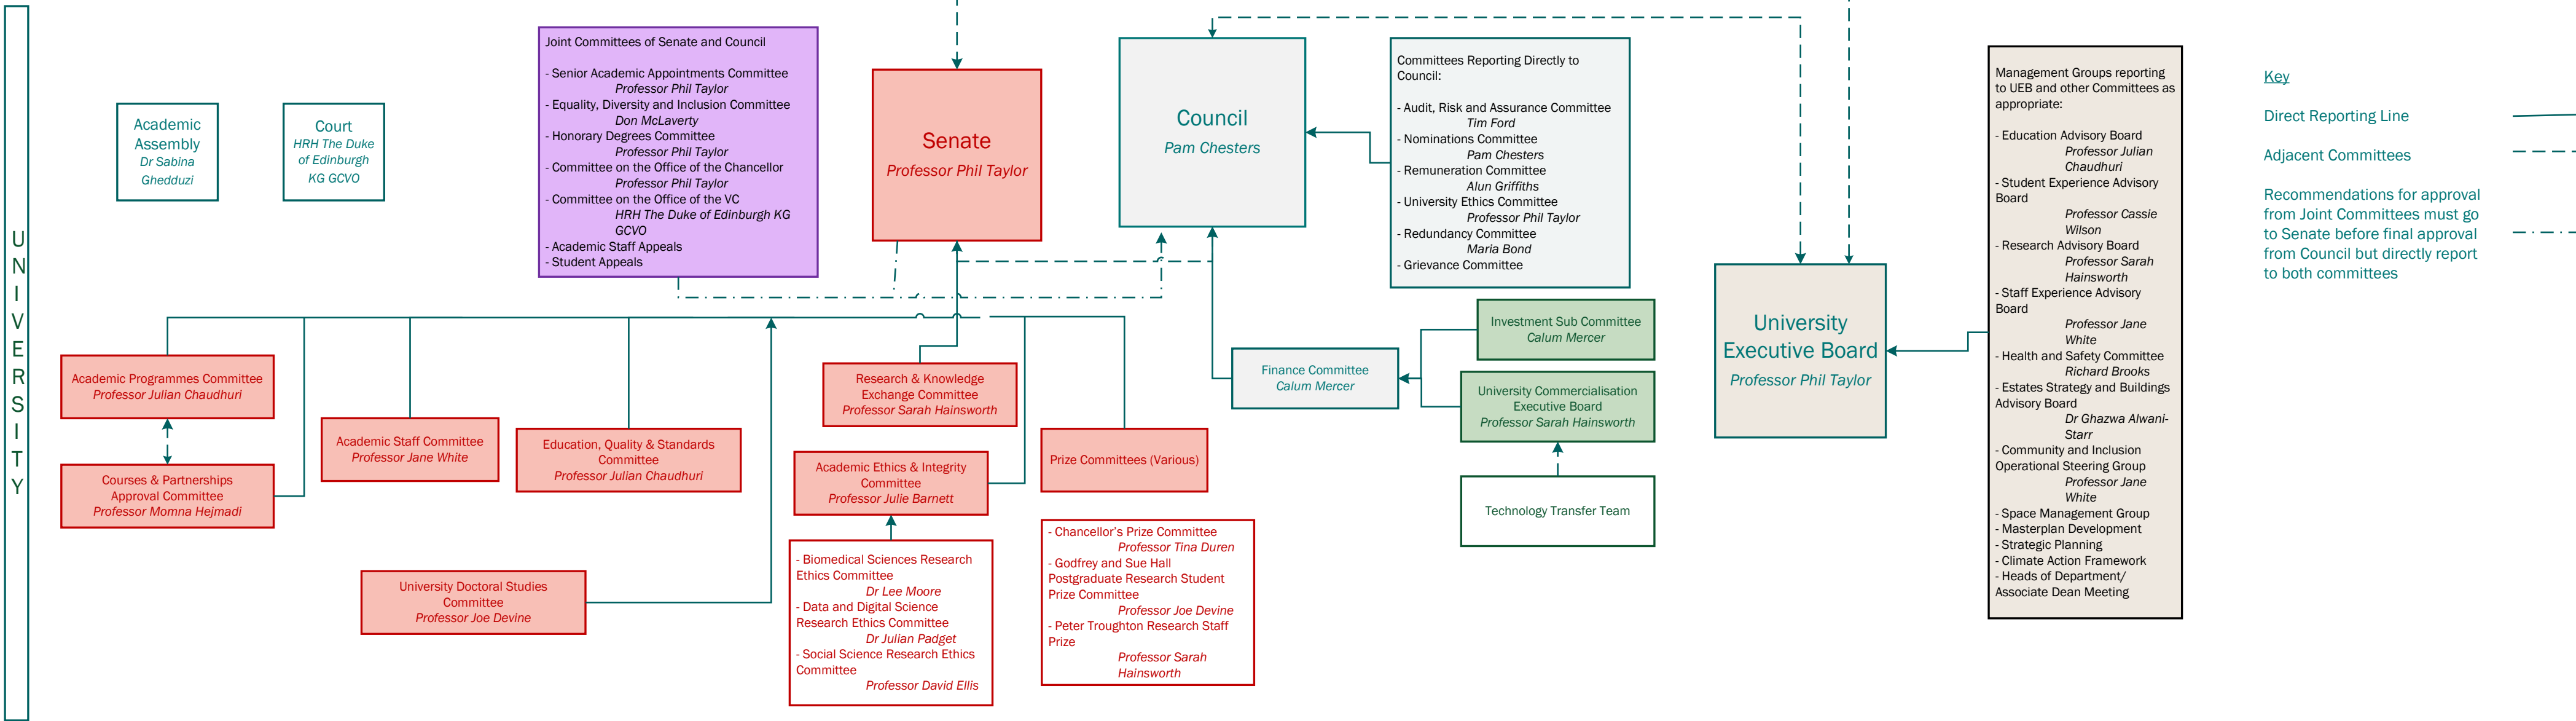 UNIVERSITY
Academic
Assembly
Dr Sabina
Ghedduzi
Court
HRH The Duke
of Edinburgh
KG GCVO
Joint Committees of Senate and Council
- Senior Academic Appointments Committee
Professor Phil Taylor
- Equality, Diversity and Inclusion Committee
Don McLaverty
- Honorary Degrees Committee
Professor Phil Taylor
- Committee on the Office of the Chancellor
Professor Phil Taylor
- Committee on the Office of the VC
HRH The Duke of Edinburgh KG
GCVO
- Academic Staff Appeals
- Student Appeals
Senate
Professor Phil Taylor
Council
Pam Chesters
Committees Reporting Directly to
Council:
- Audit, Risk and Assurance Committee
Tim Ford
- Nominations Committee
Pam Chesters
- Remuneration Committee
Alun Griffiths
- University Ethics Committee
Professor Phil Taylor
- Redundancy Committee
Maria Bond
- Grievance Committee
University
Executive Board
Professor Phil Taylor
Management Groups reporting
to UEB and other Committees as
appropriate:
- Education Advisory Board
Professor Julian
Chaudhuri
- Student Experience Advisory
Board
Professor Cassie
Wilson
- Research Advisory Board
Professor Sarah
Hainsworth
- Staff Experience Advisory
Board
Professor Jane
White
- Health and Safety Committee
Richard Brooks
- Estates Strategy and Buildings
Advisory Board
Dr Ghazwa Alwani-
Starr
- Community and Inclusion
Operational Steering Group
Professor Jane
White
- Space Management Group
- Masterplan Development
- Strategic Planning
- Climate Action Framework
- Heads of Department/
Associate Dean Meeting
Key
Direct Reporting Line
Adjacent Committees
Recommendations for approval
from Joint Committees must go
to Senate before final approval
from Council but directly report
to both committees
Academic Programmes Committee
Professor Julian Chaudhuri
Courses & Partnerships
Approval Committee
Professor Momna Hejmadi
Academic Staff Committee
Professor Jane White
Education, Quality & Standards
Committee
Professor Julian Chaudhuri
University Doctoral Studies
Committee
Professor Joe Devine
Research & Knowledge
Exchange Committee
Professor Sarah Hainsworth
Academic Ethics & Integrity
Committee
Professor Julie Barnett
- Biomedical Sciences Research
Ethics Committee
Dr Lee Moore
- Data and Digital Science
Research Ethics Committee
Dr Julian Padget
- Social Science Research Ethics
Committee
Professor David Ellis
Prize Committees (Various)
- Chancellor's Prize Committee
Professor Tina Duren
- Godfrey and Sue Hall
Postgraduate Research Student
Prize Committee
Professor Joe Devine
- Peter Troughton Research Staff
Prize
Professor Sarah
Hainsworth
Finance Committee
Calum Mercer
Investment Sub Committee
Calum Mercer
University Commercialisation
Executive Board
Professor Sarah Hainsworth
Technology Transfer Team